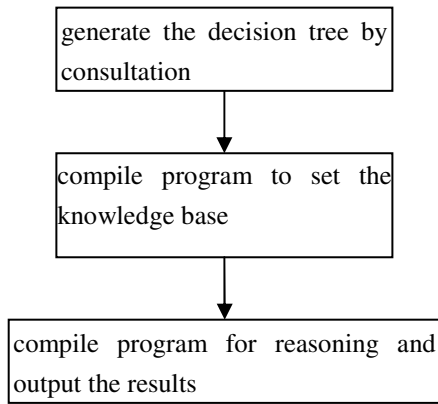 generate the decision tree by
consultation
compile program to set the
knowledge base
compile program for reasoning and
output the results